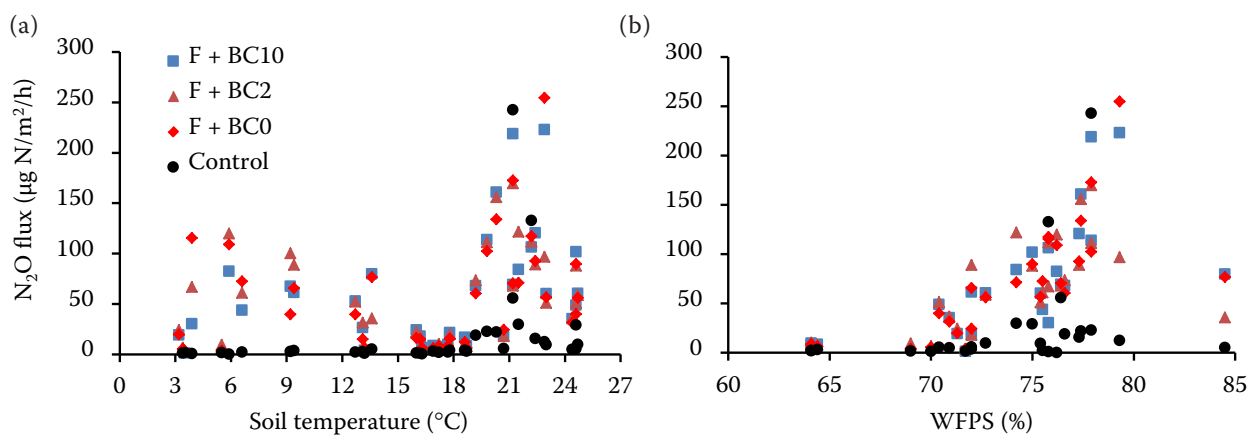 (a)
N₂O flux (µg N/m²/h)
300
250
200
150
100
50
0
F + BC10
F + BC2
F + BC0
Control
0 3 6 9 12 15 18 21 24 27
Soil temperature (°C)
(b)
300
250
200
150
100
50
0
60 65 70 75 80 85
WFPS (%)